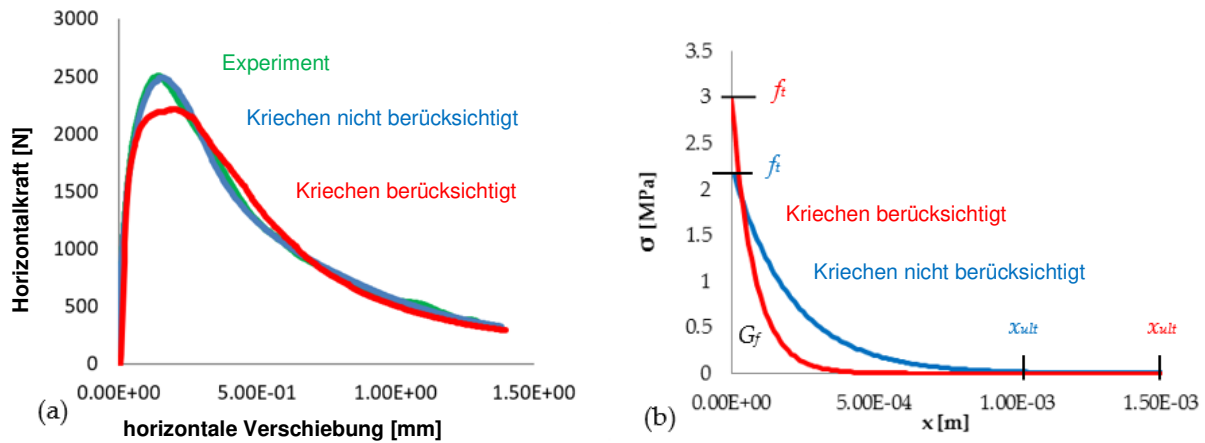 3000
2500
2000
1500
1000
500
0
Horizontalkraft [N]
Experiment
Kriechen nicht berücksichtigt
Kriechen berücksichtigt
0.00E+00 5.00E-01 1.00E+00 1.50E+00
(a)
horizontale Verschiebung [mm]
3.5
3
2.5
2
1.5
1
0.5
0
σ [MPa]
ft
ft
Kriechen berücksichtigt
Kriechen nicht berücksichtigt
Gf
xult
xult
0.00E+00 5.00E-04 1.00E-03 1.50E-03
(b)
x [m]